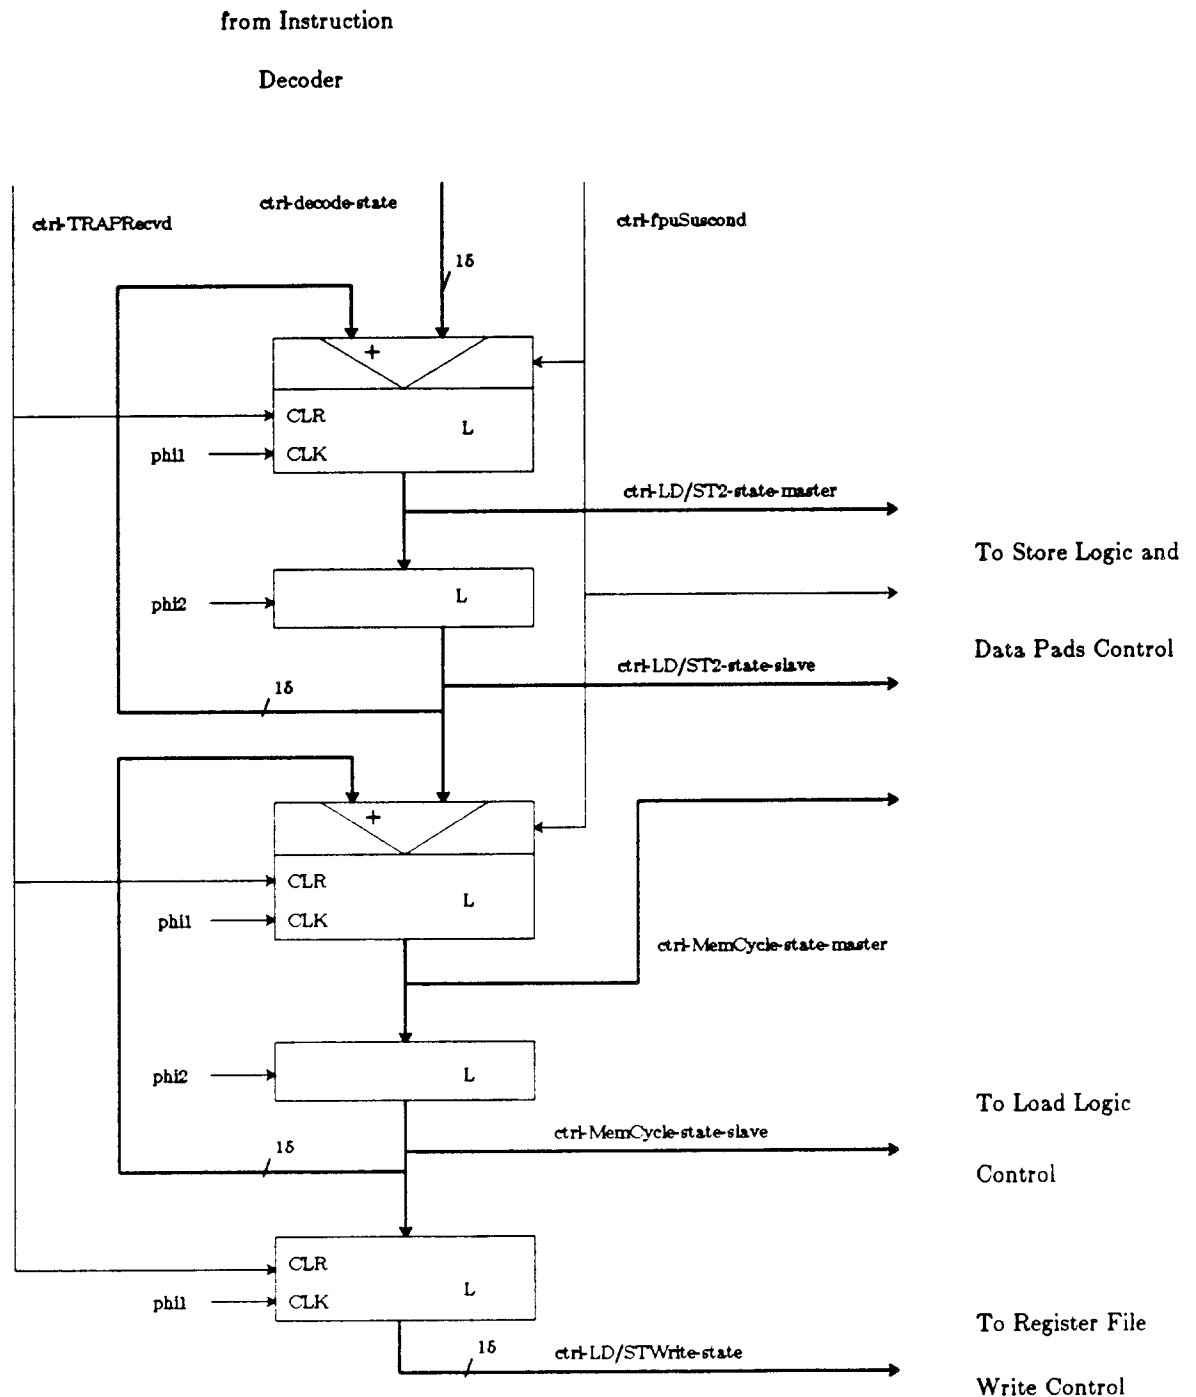 from Instruction
Decoder
ctrl-TRAPRecvd
ctrl-decode-state
ctrl-fpuSuscond
15
+
CLR
L
phi1
CLK
ctrl-LD/ST2-state-master
To Store Logic and
L
phi2
Data Pads Control
ctrl-LD/ST2-state-slave
15
+
CLR
L
phi1
CLK
ctrl-MemCycle-state-master
L
phi2
To Load Logic
ctrl-MemCycle-state-slave
15
Control
CLR
L
phi1
CLK
To Register File
15
ctrl-LD/STWrite-state
Write Control